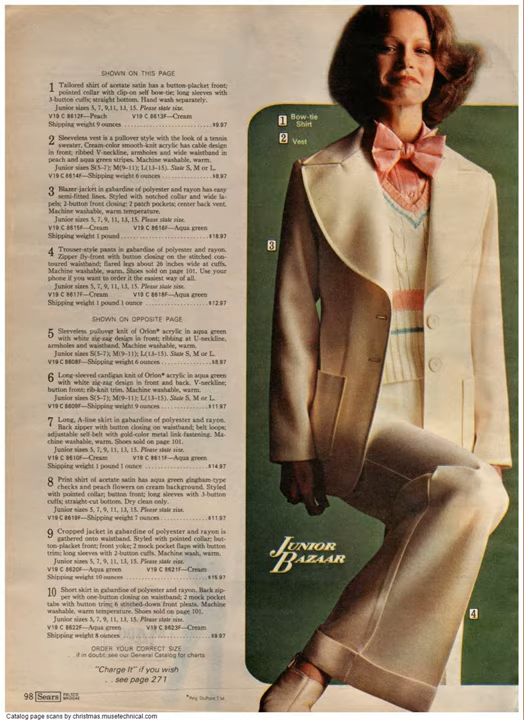 SHOWN ON THIS PAGE
1 Tailored shirt of acetate satin has a button-placket front;
pointed collar with clip-on self bow-tie; long sleeves with
3-button cuffs; straight bottom. Hand wash separately.
Junior sizes 5, 7, 9,11, 13, 15. Please state size.
V19 C 8612F—Peach V19 C 8613F—Cream
Shipping weight 9 ounces $9.97
2 Sleeveless vest is a pullover style with the look of a tennis
sweater. Cream-color smooth-knit acrylic has cable design
in front; ribbed V-neckline, armholes and wide waistband in
peach and aqua green stripes. Machine washable, warm.
Junior sizes S(5-7); M(9-11); L(13-15). State S, M or L.
V19 C 8614F—Shipping weight 6 ounces $8.97
3 Blazer-jacket in gabardine of polyester and rayon has easy
semi-fitted lines. Styled with notched collar and wide la-
pels; 2-button front closing; 2 patch pockets; center back vent.
Machine washable, warm temperature.
Junior sizes 5, 7, 9, 11, 13, 15. Please state size.
V19 C 8615F—Cream V19 C 8616F—Aqua green
Shipping weight 1 pound $18.97
4 Trouser-style pants in gabardine of polyester and rayon.
Zipper fly-front with button closing on the stitched con-
toured waistband; flared legs about 26 inches wide at cuffs.
Machine washable, warm. Shoes sold on page 101. Use your
phone if you want to order it the easiest way of all.
Junior sizes 5, 7, 9, 11, 13, 15. Please state size.
V19 C 8617F—Cream V19 C 8618F—Aqua green
Shipping weight 1 pound 1 ounce $12.97
SHOWN ON OPPOSITE PAGE
5 Sleeveless pullover knit of Orlon® acrylic in aqua green
with white zig-zag design in front; ribbing at U-neckline,
armholes and waistband. Machine washable, warm.
Junior sizes S(5-7); M(9-11); L(13-15). State S, M or L.
V19 C 8608F—Shipping weight 6 ounces $8.97
6 Long-sleeved cardigan knit of Orlon® acrylic in aqua green
with white zig-zag design in front and back. V-neckline;
button front; rib-knit trim. Machine washable, warm.
Junior sizes S(5-7); M(9-11); L(13-15). State S, M or L.
V19 C 8609F—Shipping weight 9 ounces $11.97
7 Long, A-line skirt in gabardine of polyester and rayon.
Back zipper with button closing on waistband; belt loops;
adjustable self-belt with gold-color metal link-fastening. Ma-
chine washable, warm. Shoes sold on page 101.
Junior sizes 5, 7, 9, 11, 13, 15. Please state size.
V19 C 8610F—Cream V19 C 8611F—Aqua green
Shipping weight 1 pound 1 ounce $14.97
8 Print shirt of acetate satin has aqua green gingham-type
checks and peach flowers on cream background. Styled
with pointed collar; button front; long sleeves with 3-button
cuffs; straight-cut bottom. Dry clean only.
Junior sizes 5, 7, 9, 11, 13, 15. Please state size.
V19 C 8619F—Shipping weight 7 ounces $11.97
9 Cropped jacket in gabardine of polyester and rayon is
gathered onto waistband. Styled with pointed collar; but-
ton-placket front; front yoke; 2 mock pocket flaps with button
trim; long sleeves with 2-button cuffs. Machine wash, warm.
Junior sizes 5, 7, 9, 11, 13, 15. Please state size.
V19 C 8620F—Aqua green V19 C 8621F—Cream
Shipping weight 10 ounces $15.97
10 Short skirt in gabardine of polyester and rayon. Back zip-
per with one-button closing on waistband; 2 mock pocket
tabs with button trim; 6 stitched-down front pleats. Machine
washable, warm temperature. Shoes sold on page 101.
Junior sizes 5, 7, 9, 11, 13, 15. Please state size.
V19 C 8622F—Aqua green V19 C 8623F—Cream
Shipping weight 8 ounces $9.97
ORDER YOUR CORRECT SIZE
. . if in doubt, see our General Catalog for charts
"Charge It" if you wish
. . see page 271
98 Sears
1 Bow-tie
Shirt
2 Vest
3
JUNIOR
BAZAAR
4
Catalog page scans by christmas.musetechnical.com